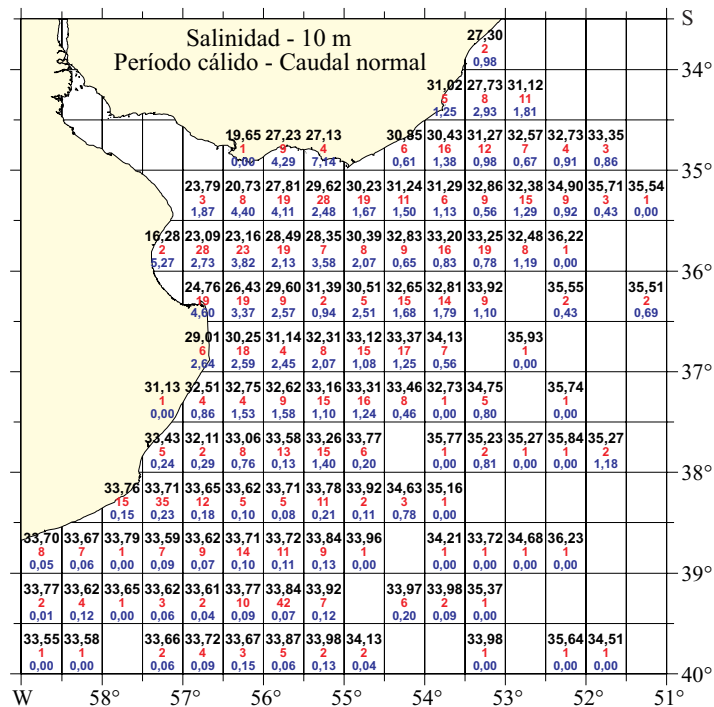 S
Salinidad - 10 m
27,30
2
0,98
Período cálido - Caudal normal
34°
31,02 27,73 31,12
5 8 11
1,25 2,93 1,81
19,65 27,23 27,13 30,85 30,43 31,27 32,57 32,73 33,35
1 9 4 6 16 12 7 4 3
0,00 4,29 7,14 0,61 1,38 0,98 0,67 0,91 0,86
35°
23,79 20,73 27,81 29,62 30,23 31,24 31,29 32,86 32,38 34,90 35,71 35,54
3 8 19 28 19 11 6 9 15 9 3 1
1,87 4,40 4,11 2,48 1,67 1,50 1,13 0,56 1,29 0,92 0,43 0,00
16,28 23,09 23,16 28,49 28,35 30,39 32,83 33,20 33,25 32,48 36,22
2 28 23 19 7 8 9 16 19 8 1
5,27 2,73 3,82 2,13 3,58 2,07 0,65 0,83 0,78 1,19 0,00
36°
24,76 26,43 29,60 31,39 30,51 32,65 32,81 33,92 35,55 35,51
19 19 9 2 5 15 14 9 2 2
4,60 3,37 2,57 0,94 2,51 1,68 1,79 1,10 0,43 0,69
29,01 30,25 31,14 32,31 33,12 33,37 34,13 35,93
6 18 4 8 15 17 7 1
2,64 2,59 2,45 2,07 1,08 1,25 0,56 0,00
37°
31,13 32,51 32,75 32,62 33,16 33,31 33,46 32,73 34,75 35,74
1 4 4 9 15 16 8 1 5 1
0,00 0,86 1,53 1,58 1,10 1,24 0,46 0,00 0,80 0,00
33,43 32,11 33,06 33,58 33,26 33,77 35,77 35,23 35,27 35,84 35,27
5 2 8 13 15 6 1 2 1 1 2
0,24 0,29 0,76 0,13 1,40 0,20 0,00 0,81 0,00 0,00 1,18
38°
33,76 33,71 33,65 33,62 33,71 33,78 33,92 34,63 35,16
15 35 12 5 5 11 2 3 1
0,15 0,23 0,18 0,10 0,08 0,21 0,11 0,78 0,00
33,70 33,67 33,79 33,59 33,62 33,71 33,72 33,84 33,96 34,21 33,72 34,68 36,23
8 7 1 7 9 14 11 9 1 1 1 1 1
0,05 0,06 0,00 0,09 0,07 0,10 0,11 0,13 0,00 0,00 0,00 0,00 0,00
39°
33,77 33,62 33,65 33,62 33,61 33,77 33,84 33,92 33,97 33,98 35,37
2 4 1 3 2 10 42 7 6 2 1
0,01 0,12 0,00 0,06 0,04 0,09 0,07 0,12 0,20 0,09 0,00
33,55 33,58 33,66 33,72 33,67 33,87 33,98 34,13 33,98 35,64 34,51
1 1 2 4 3 5 2 2 1 1 1
0,00 0,00 0,06 0,09 0,15 0,06 0,13 0,04 0,00 0,00 0,00
40°
W 58° 57° 56° 55° 54° 53° 52° 51°